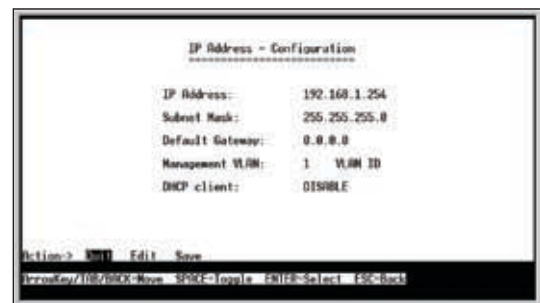 IP Address - Configuration
============================
IP Address: 192.168.1.254
Subnet Mask: 255.255.255.0
Default Gateway: 0.0.0.0
Management VLAN: 1 VLAN ID
DHCP client: DISABLE
Action-> Quit Edit Save
ArrowKey/TAB/BACK-Move SPACE-Toggle ENTER-Select ESC-Back